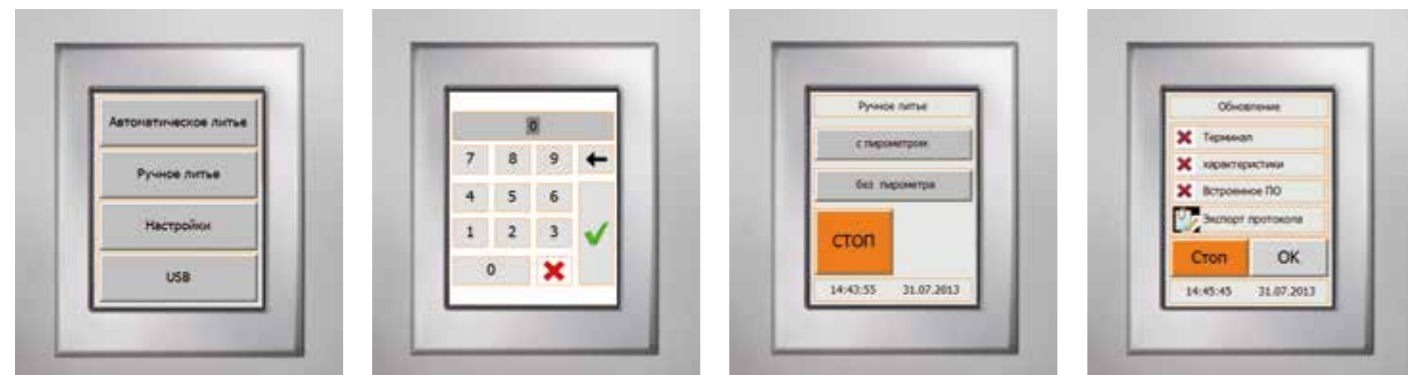 Автоматическое литье
Ручное литье
Настройки
USB
0
7 8 9
4 5 6
1 2 3
0
Ручное литье
с пирометром
без пирометра
СТОП
14:43:55 31.07.2013
Обновление
Терминал
характеристики
Встроенное ПО
Экспорт протокола
Стоп OK
14:45:45 31.07.2013